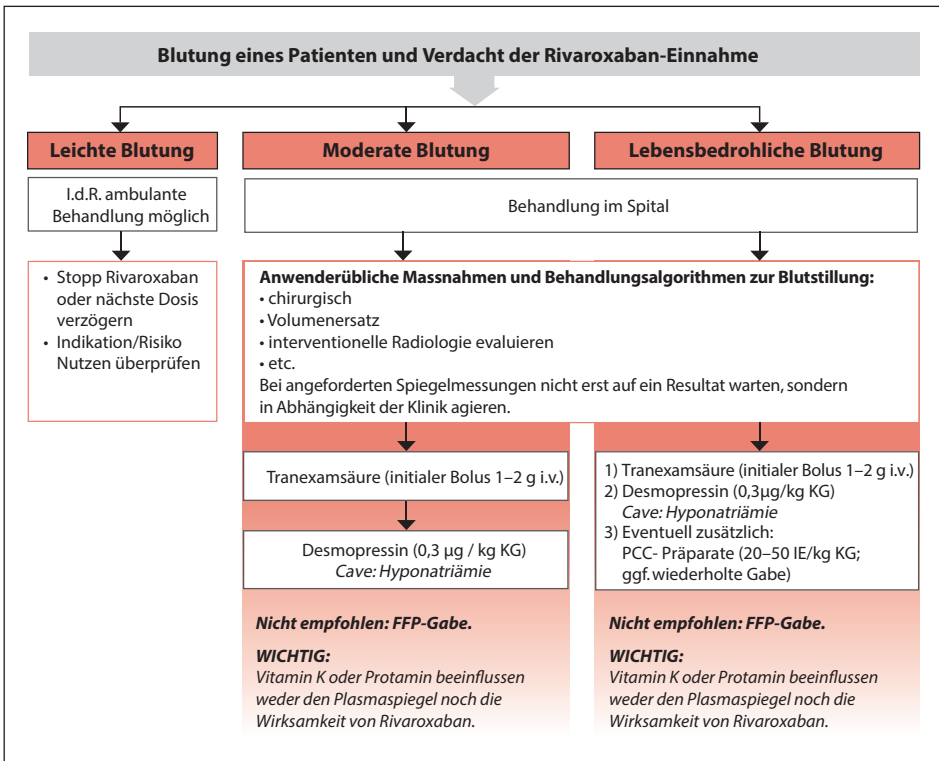 Blutung eines Patienten und Verdacht der Rivaroxaban-Einnahme
Leichte Blutung
I.d.R. ambulante
Behandlung möglich
• Stopp Rivaroxaban
oder nächste Dosis
verzögern
• Indikation/Risiko
Nutzen überprüfen
Moderate Blutung
Lebensbedrohliche Blutung
Behandlung im Spital
Anwenderübliche Massnahmen und Behandlungsalgorithmen zur Blutstillung:
• chirurgisch
• Volumenersatz
• interventionelle Radiologie evaluieren
• etc.
Bei angeforderten Spiegelmessungen nicht erst auf ein Resultat warten, sondern
in Abhängigkeit der Klinik agieren.
Tranexamsäure (initialer Bolus 1–2 g i.v.)
Desmopressin (0,3 µg / kg KG)
Cave: Hyponatriämie
Nicht empfohlen: FFP-Gabe.
WICHTIG:
Vitamin K oder Protamin beeinflussen
weder den Plasmaspiegel noch die
Wirksamkeit von Rivaroxaban.
1) Tranexamsäure (initialer Bolus 1–2 g i.v.)
2) Desmopressin (0,3µg/kg KG)
Cave: Hyponatriämie
3) Eventuell zusätzlich:
PCC- Präparate (20–50 IE/kg KG;
ggf. wiederholte Gabe)
Nicht empfohlen: FFP-Gabe.
WICHTIG:
Vitamin K oder Protamin beeinflussen
weder den Plasmaspiegel noch die
Wirksamkeit von Rivaroxaban.